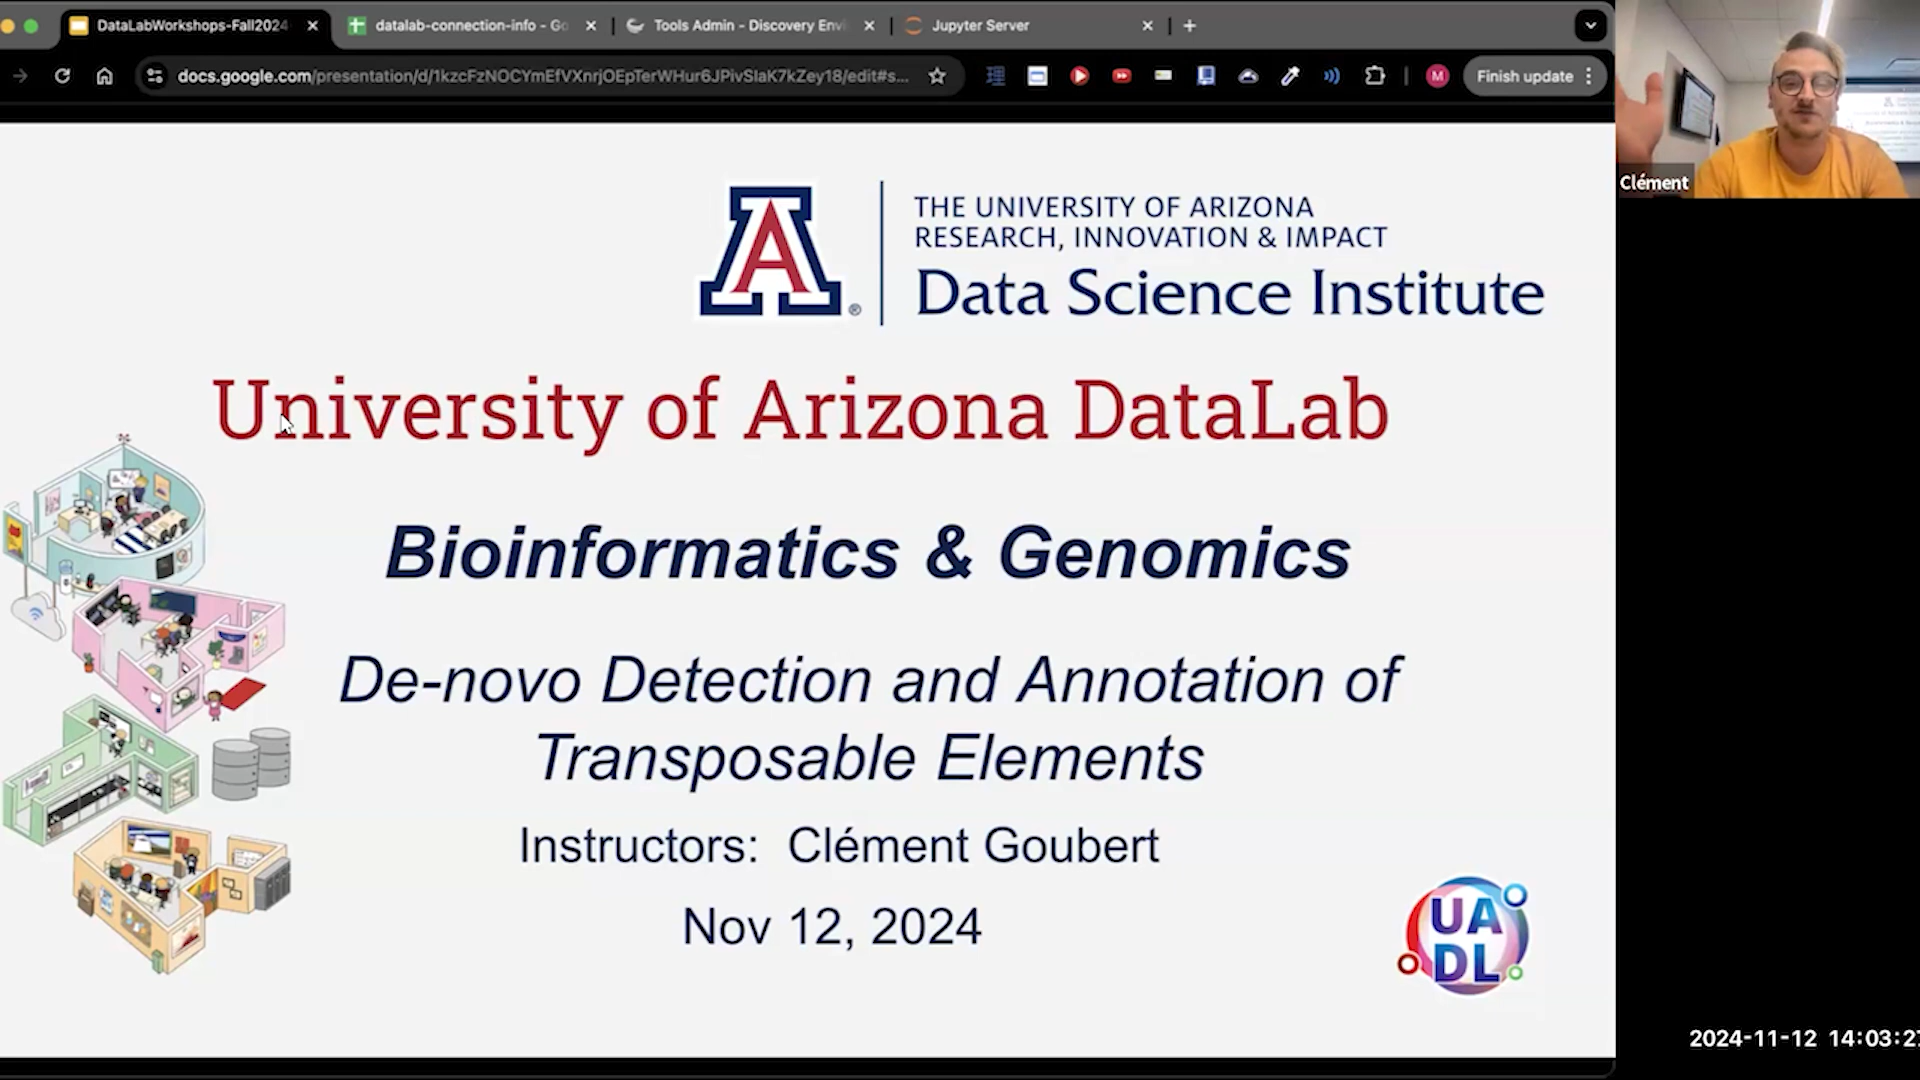 DataLabWorkshops-Fall2024
datalab-connection-info - Go
Tools Admin - Discovery Envi
Jupyter Server
docs.google.com/presentation/d/1kzcFzNOCYmEfVXnrjOEpTerWHur6JPivSlaK7kZey18/edit#s...
M
Finish update
Clément
A
THE UNIVERSITY OF ARIZONA
RESEARCH, INNOVATION & IMPACT
Data Science Institute
University of Arizona DataLab
Bioinformatics & Genomics
De-novo Detection and Annotation of
Transposable Elements
Instructors: Clément Goubert
Nov 12, 2024
UA
DL
2024-11-12 14:03:27